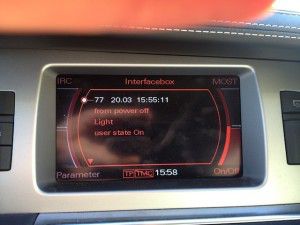 IRC Interfacebox MOST
77 20.03 15:55:11
from power off
Light
user state On
Parameter TP TMC 15:58 On/Off